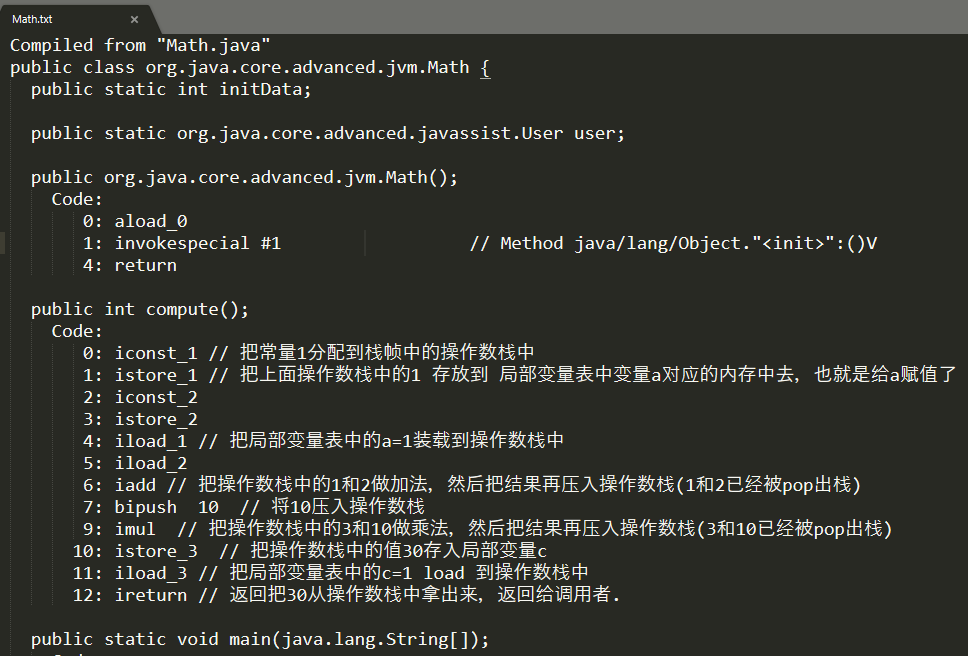 Math.txt ×
Compiled from "Math.java"
public class org.java.core.advanced.jvm.Math {
public static int initData;
public static org.java.core.advanced.javassist.User user;
public org.java.core.advanced.jvm.Math();
Code:
0: aload_0
1: invokespecial #1 // Method java/lang/Object."<init>":()V
4: return
public int compute();
Code:
0: iconst_1 // 把常量1分配到栈帧中的操作数栈中
1: istore_1 // 把上面操作数栈中的1 存放到 局部变量表中变量a对应的内存中去，也就是给a赋值了
2: iconst_2
3: istore_2
4: iload_1 // 把局部变量表中的a=1装载到操作数栈中
5: iload_2
6: iadd // 把操作数栈中的1和2做加法，然后把结果再压入操作数栈(1和2已经被pop出栈)
7: bipush 10 // 将10压入操作数栈
9: imul // 把操作数栈中的3和10做乘法，然后把结果再压入操作数栈(3和10已经被pop出栈)
10: istore_3 // 把操作数栈中的值30存入局部变量c
11: iload_3 // 把局部变量表中的c=1 load 到操作数栈中
12: ireturn // 返回把30从操作数栈中拿出来，返回给调用者.
public static void main(java.lang.String[]);